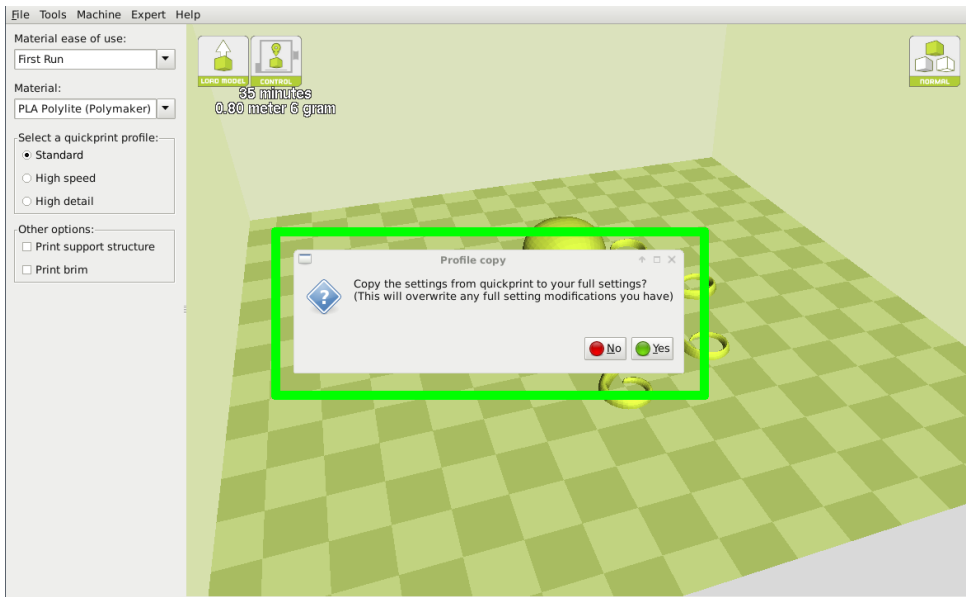 File Tools Machine Expert Help
Material ease of use:
First Run
Material:
PLA Polylite (Polymaker)
Select a quickprint profile:
Standard
High speed
High detail
Other options:
Print support structure
Print brim
LOAD MODEL CONTROL
35 minutes
0.80 meter 6 gram
NORMAL
Profile copy
Copy the settings from quickprint to your full settings?
(This will overwrite any full setting modifications you have)
No Yes